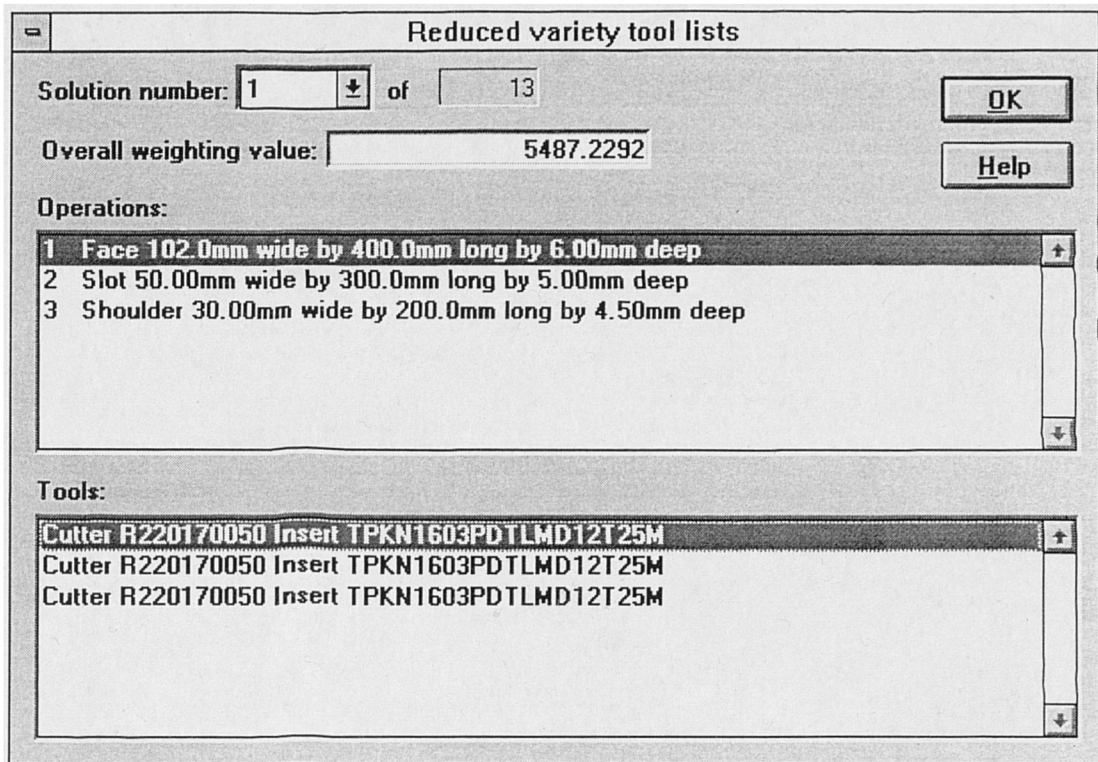 Reduced variety tool lists
Solution number: 1 of 13
OK
Overall weighting value: 5487.2292
Help
Operations:
1 Face 102.0mm wide by 400.0mm long by 6.00mm deep
2 Slot 50.00mm wide by 300.0mm long by 5.00mm deep
3 Shoulder 30.00mm wide by 200.0mm long by 4.50mm deep
Tools:
Cutter R220170050 Insert TPKN1603PDTLMD12T25M
Cutter R220170050 Insert TPKN1603PDTLMD12T25M
Cutter R220170050 Insert TPKN1603PDTLMD12T25M